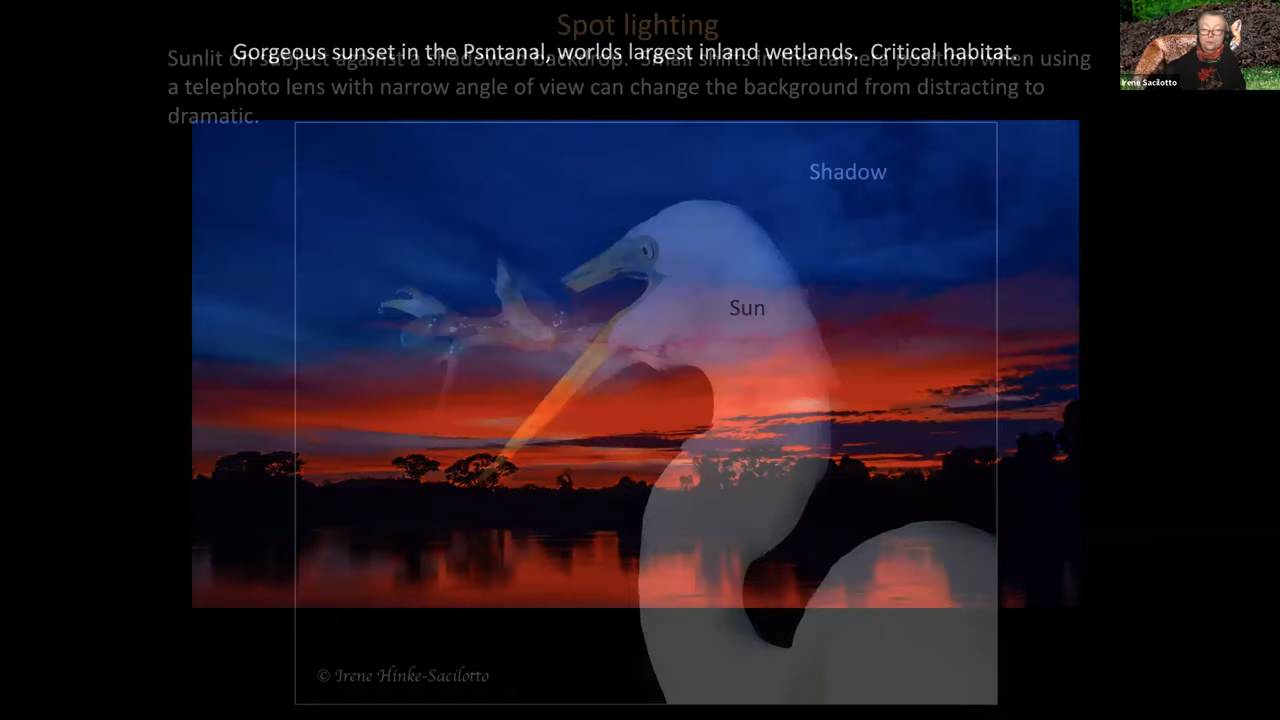 Spot lighting
Gorgeous sunset in the Psntanal, worlds largest inland wetlands. Critical habitat.
Sunlit on subject against a shadowed backdrop. Small shifts in the camera position when using
a telephoto lens with narrow angle of view can change the background from distracting to
dramatic.
Shadow
Sun
© Irene Hinke-Sacilotto
Irene Sacilotto